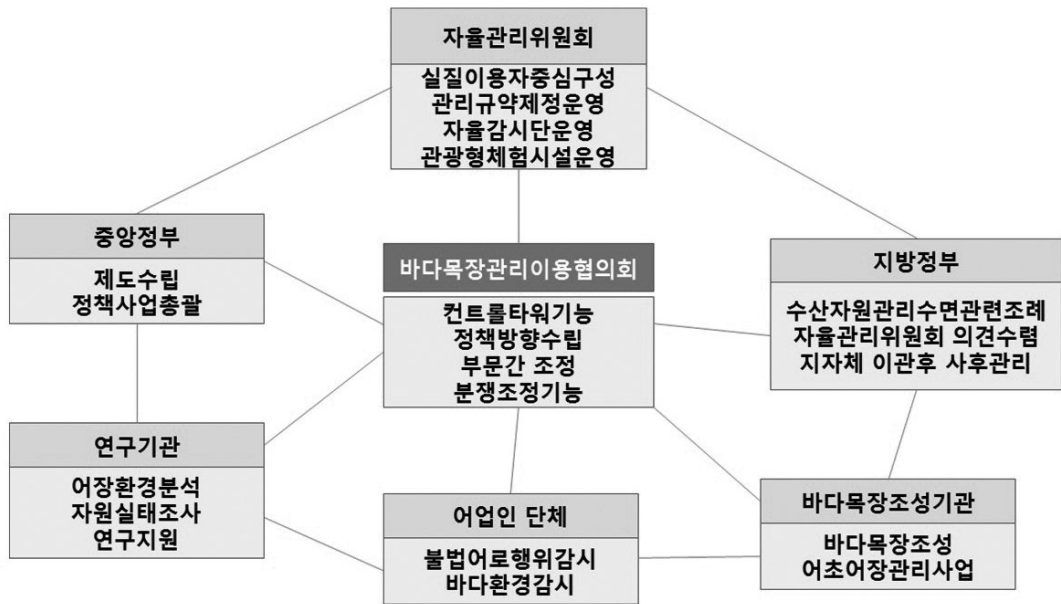 자율관리위원회
실질이용자중심구성
관리규약제정운영
자율감시단운영
관광형체험시설운영
중앙정부
제도수립
정책사업총괄
바다목장관리이용협의회
컨트롤타워기능
정책방향수립
부문간 조정
분쟁조정기능
지방정부
수산자원관리수면관련조례
자율관리위원회 의견수렴
지자체 이관후 사후관리
연구기관
어장환경분석
자원실태조사
연구지원
어업인 단체
불법어로행위감시
바다환경감시
바다목장조성기관
바다목장조성
어초어장관리사업